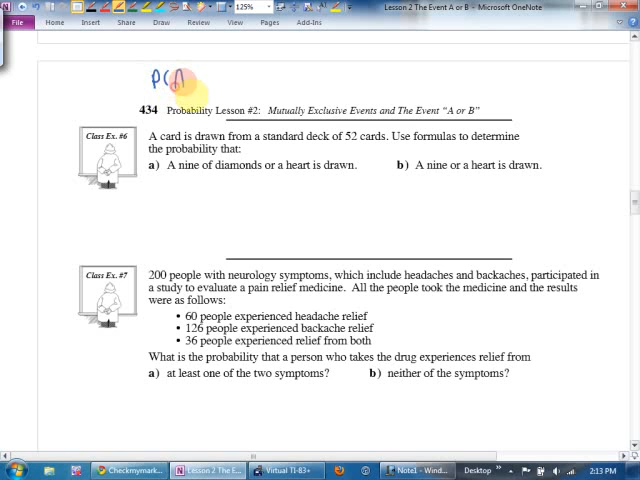 Lesson 2 The Event A or B - Microsoft OneNote
125%
File Home Insert Share Draw Review View PageTabs Add-Ins
P(A
434 Probability Lesson #2: Mutually Exclusive Events and The Event "A or B"
Class Ex. #6
A card is drawn from a standard deck of 52 cards. Use formulas to determine
the probability that:
a) A nine of diamonds or a heart is drawn. b) A nine or a heart is drawn.
Class Ex. #7
200 people with neurology symptoms, which include headaches and backaches, participated in
a study to evaluate a pain relief medicine. All the people took the medicine and the results
were as follows:
• 60 people experienced headache relief
• 126 people experienced backache relief
• 36 people experienced relief from both
What is the probability that a person who takes the drug experiences relief from
a) at least one of the two symptoms? b) neither of the symptoms?
Checkmymark... Lesson 2 The E... Virtual TI-83+ Note1 - Wind... Desktop » 2:13 PM